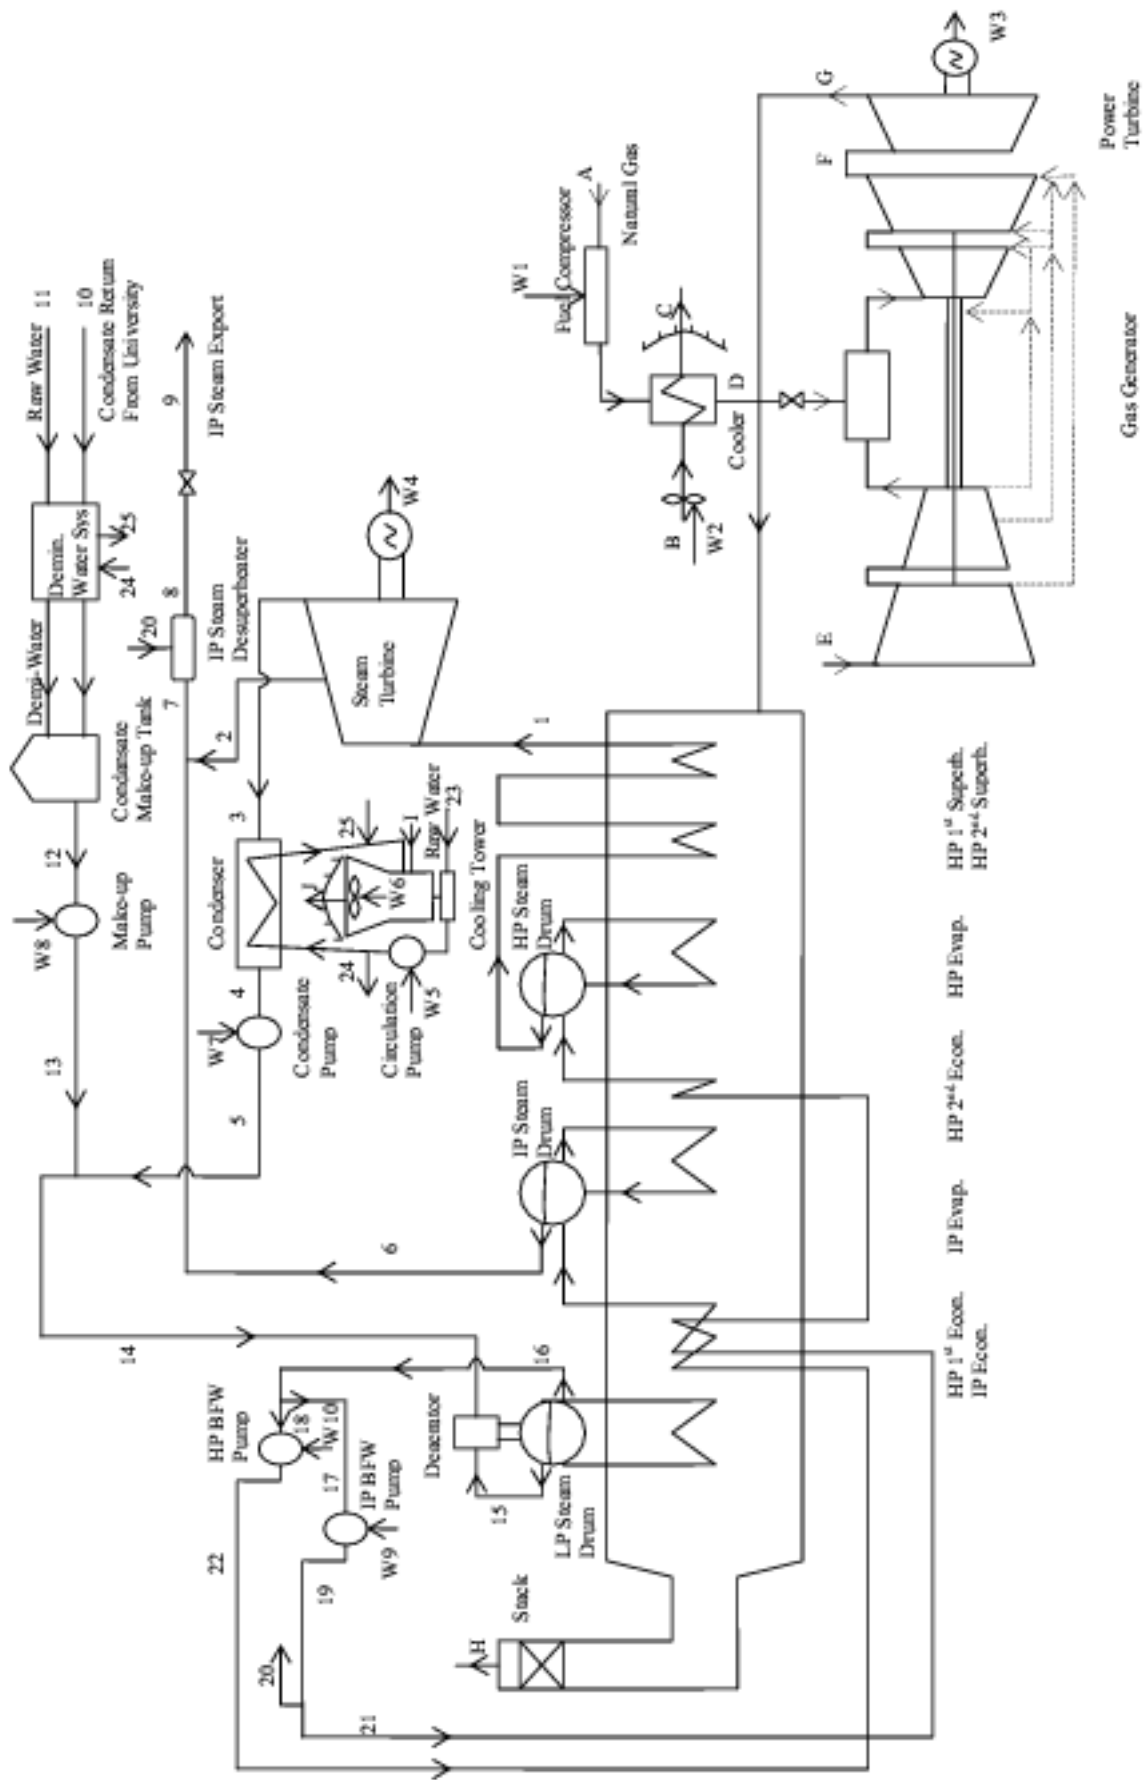 Raw Water
11
10
Condensate Return
From University
Demin.
Water Sys
24
25
Demi-Water
Condensate
Make-up Tank
12
Make-up
Pump
W8
13
14
9
IP Steam Export
8
20
IP Steam
Desuperheater
7
2
3
Condenser
4
W7
Condensate
Pump
5
6
Steam
Turbine
W4
1
25
I
Raw Water
23
J
W6
Cooling Tower
24
Circulation
Pump
W5
HP Steam
Drum
IP Steam
Drum
HP BFW
Pump
18
W10
17
IP BFW
Pump
W9
19
22
20
21
Deaerator
16
15
LP Steam
Drum
Stack
H
W1
Fuel Compressor
A
Natural Gas
C
D
Cooler
B
W2
E
F
G
W3
Power
Turbine
Gas Generator
HP 1st Superh.
HP 2nd Superh.
HP Evap.
HP 2nd Econ.
IP Evap.
HP 1st Econ.
IP Econ.